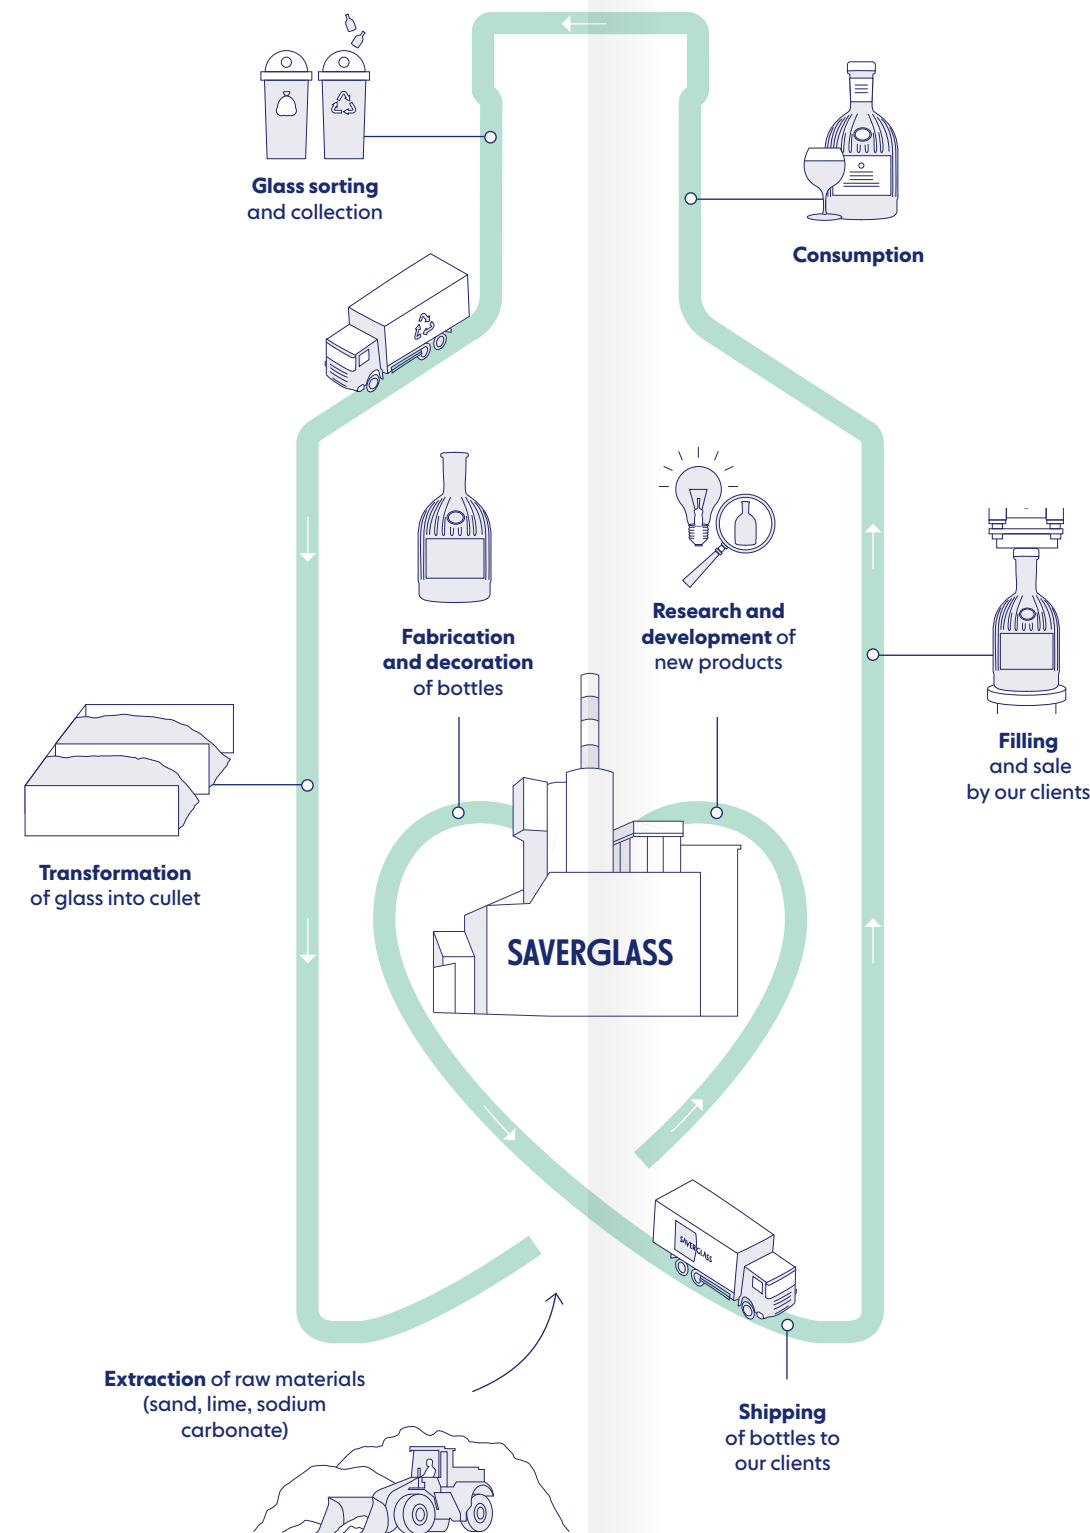 Glass sorting
and collection
Consumption
Fabrication
and decoration
of bottles
Research and
development of
new products
Filling
and sale
by our clients
Transformation
of glass into cullet
SAVERGLASS
SAVERGLASS
Extraction of raw materials
(sand, lime, sodium
carbonate)
Shipping
of bottles to
our clients